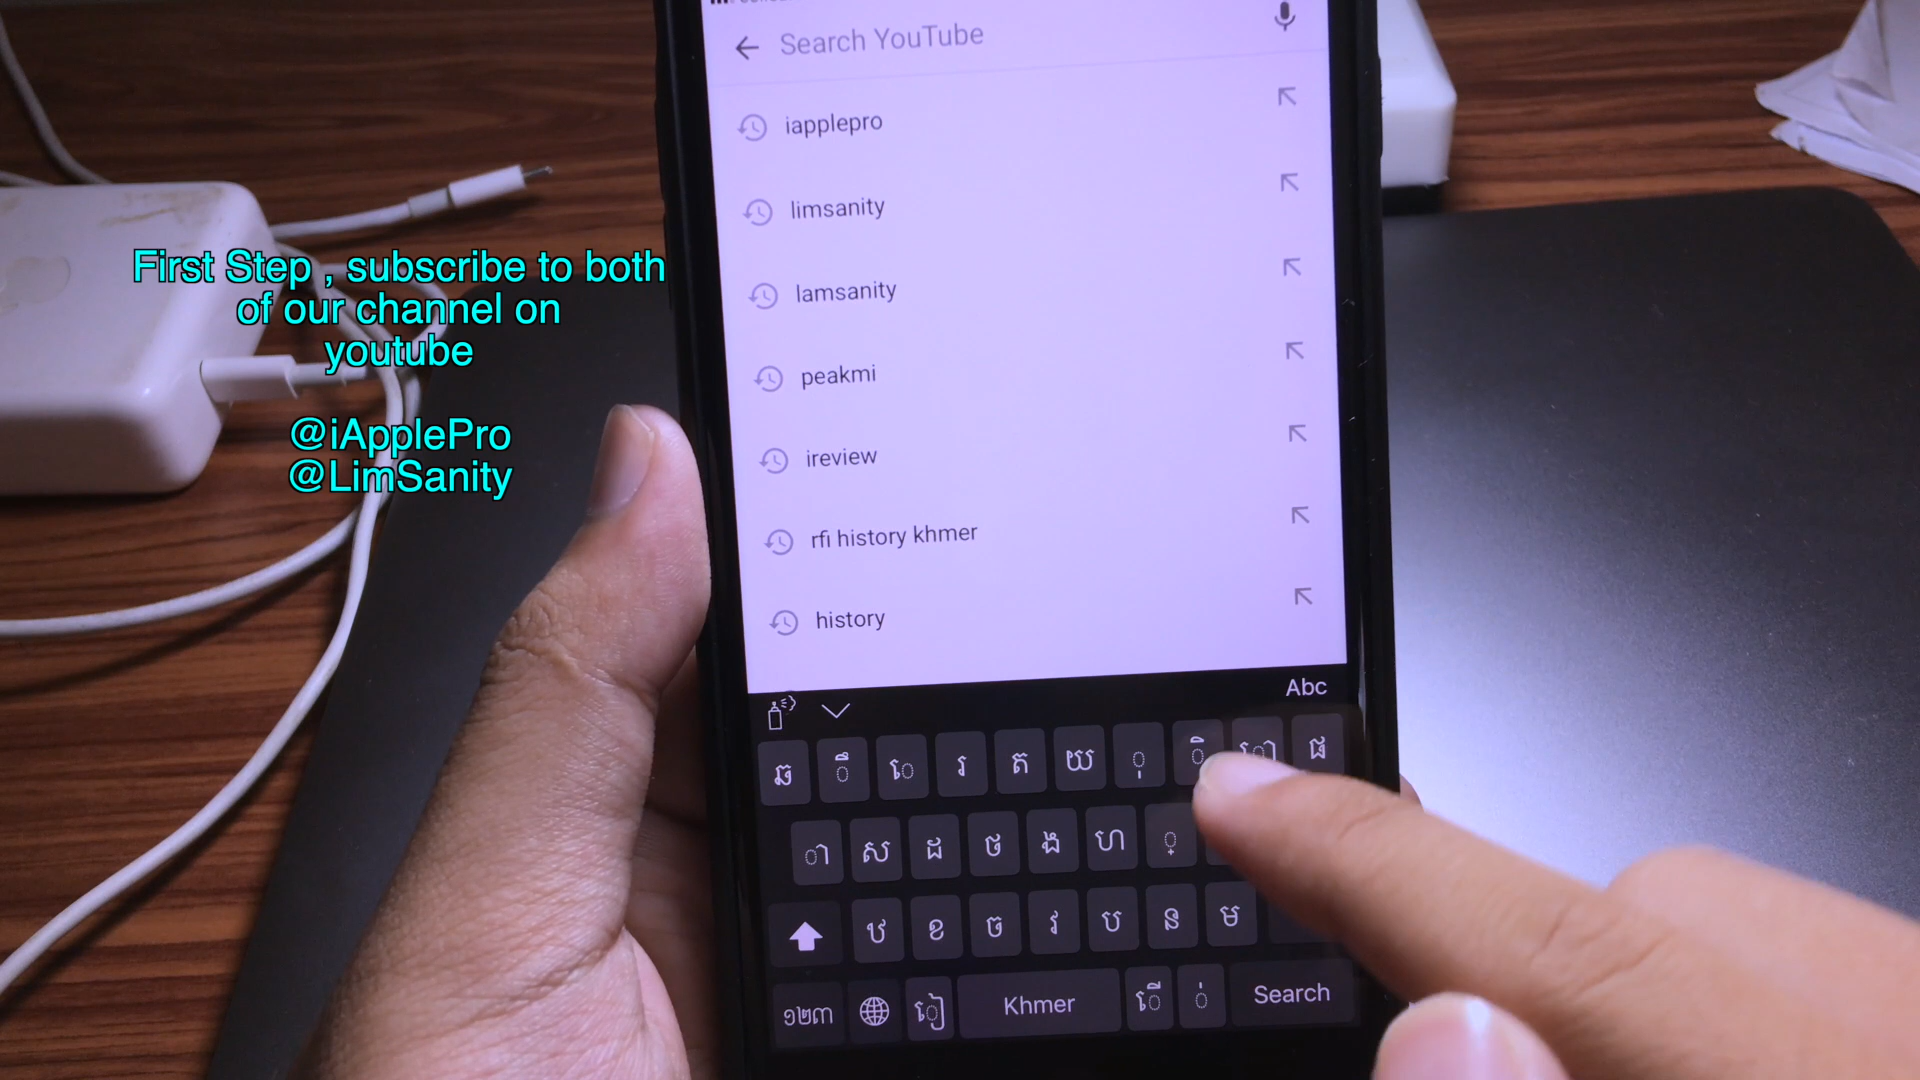 Search YouTube
iapplepro
limsanity
lamsanity
peakmi
ireview
rfi history khmer
history
First Step , subscribe to both
of our channel on
youtube
@iApplePro
@LimSanity
Abc
ឆ ឹ េ រ ត យ ុ ិ ៀ ផ
ា ស ដ ថ ង ហ ្
ឋ ខ ច វ ប ន ម
១២៣ ឿ Khmer ើ ់ Search